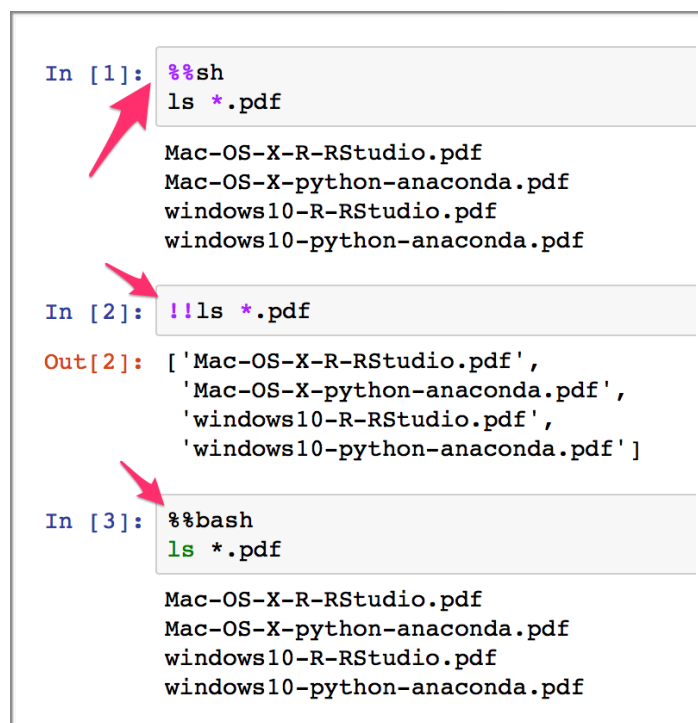 In [1]: %%sh
ls *.pdf
Mac-OS-X-R-RStudio.pdf
Mac-OS-X-python-anaconda.pdf
windows10-R-RStudio.pdf
windows10-python-anaconda.pdf
In [2]: !!ls *.pdf
Out[2]: ['Mac-OS-X-R-RStudio.pdf',
'Mac-OS-X-python-anaconda.pdf',
'windows10-R-RStudio.pdf',
'windows10-python-anaconda.pdf']
In [3]: %%bash
ls *.pdf
Mac-OS-X-R-RStudio.pdf
Mac-OS-X-python-anaconda.pdf
windows10-R-RStudio.pdf
windows10-python-anaconda.pdf